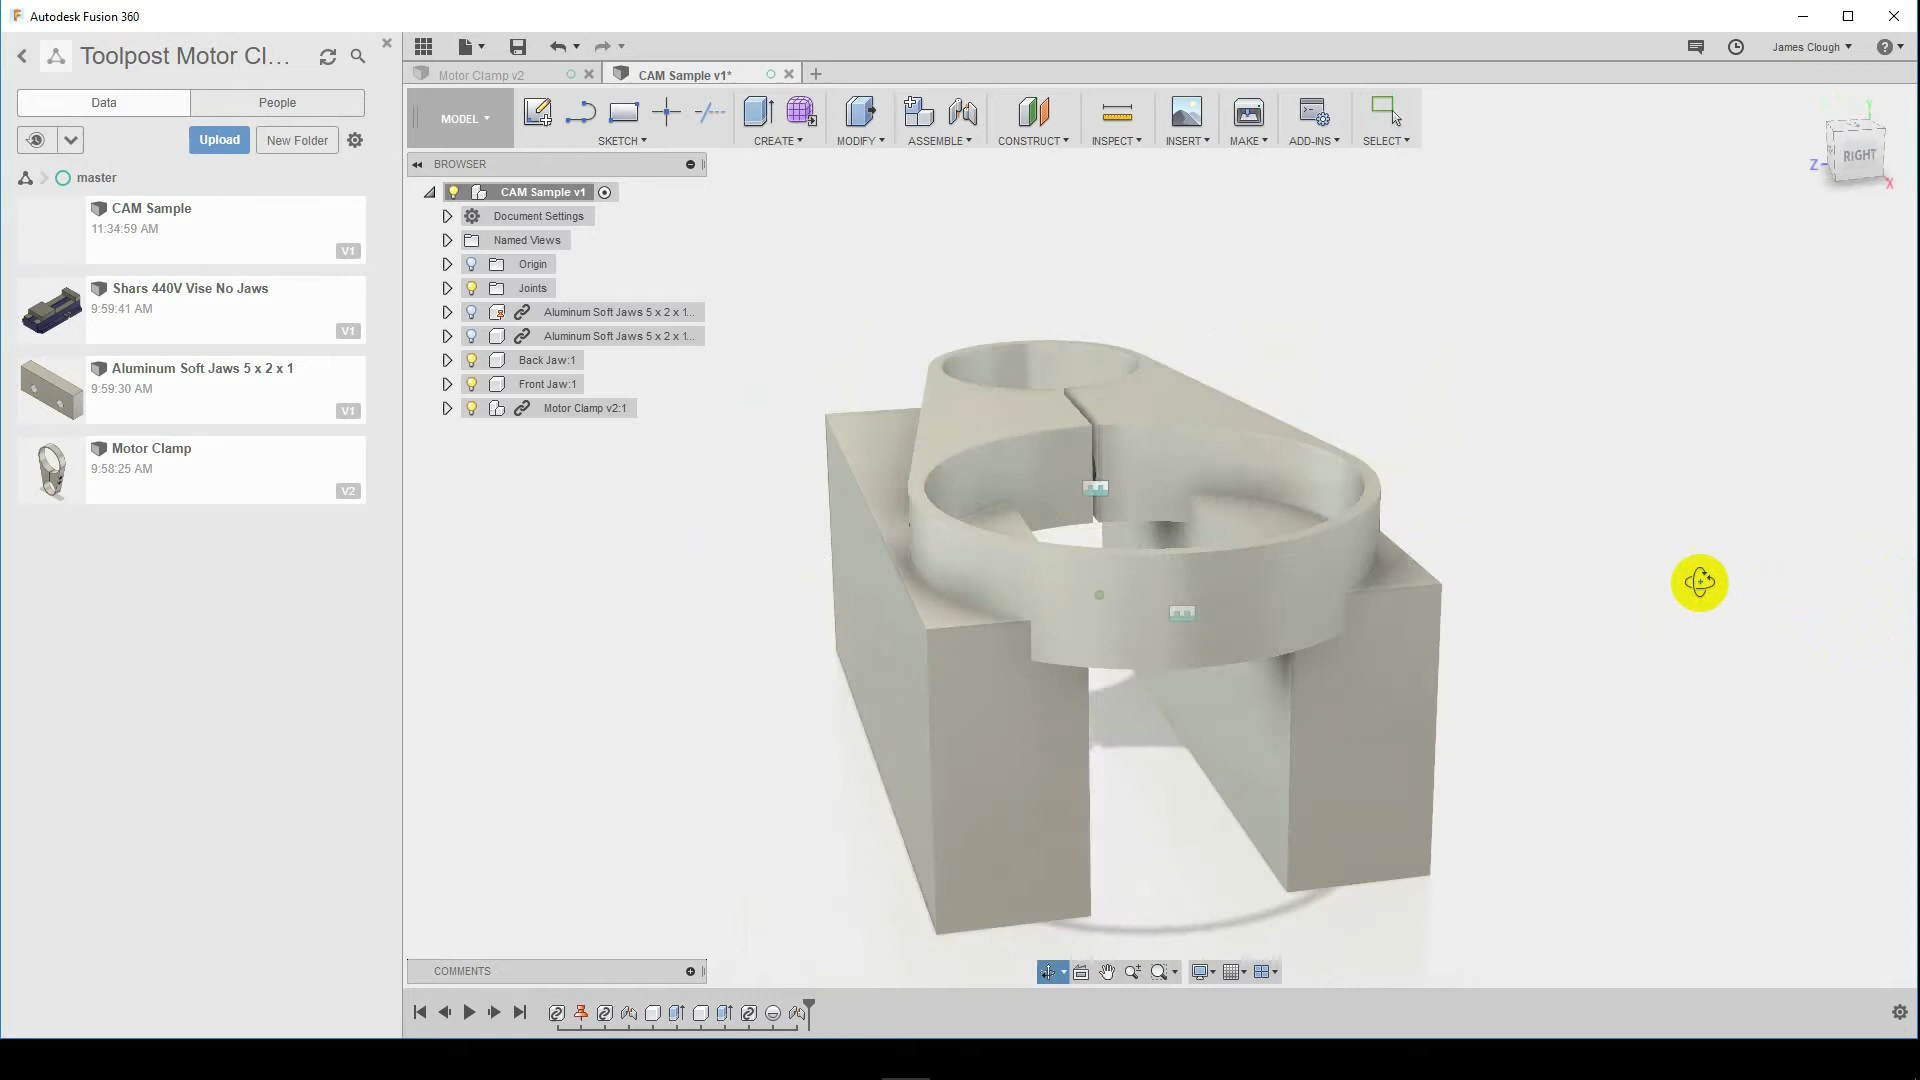 Autodesk Fusion 360
Toolpost Motor Cl...
Data
People
Upload
New Folder
master
CAM Sample
11:34:59 AM
V1
Shars 440V Vise No Jaws
9:59:41 AM
V1
Aluminum Soft Jaws 5 x 2 x 1
9:59:30 AM
V1
Motor Clamp
9:58:25 AM
V2
James Clough
Motor Clamp v2
CAM Sample v1*
MODEL
SKETCH
CREATE
MODIFY
ASSEMBLE
CONSTRUCT
INSPECT
INSERT
MAKE
ADD-INS
SELECT
BROWSER
CAM Sample v1
Document Settings
Named Views
Origin
Joints
Aluminum Soft Jaws 5 x 2 x 1...
Aluminum Soft Jaws 5 x 2 x 1...
Back Jaw:1
Front Jaw:1
Motor Clamp v2:1
Y
RIGHT
Z
X
COMMENTS